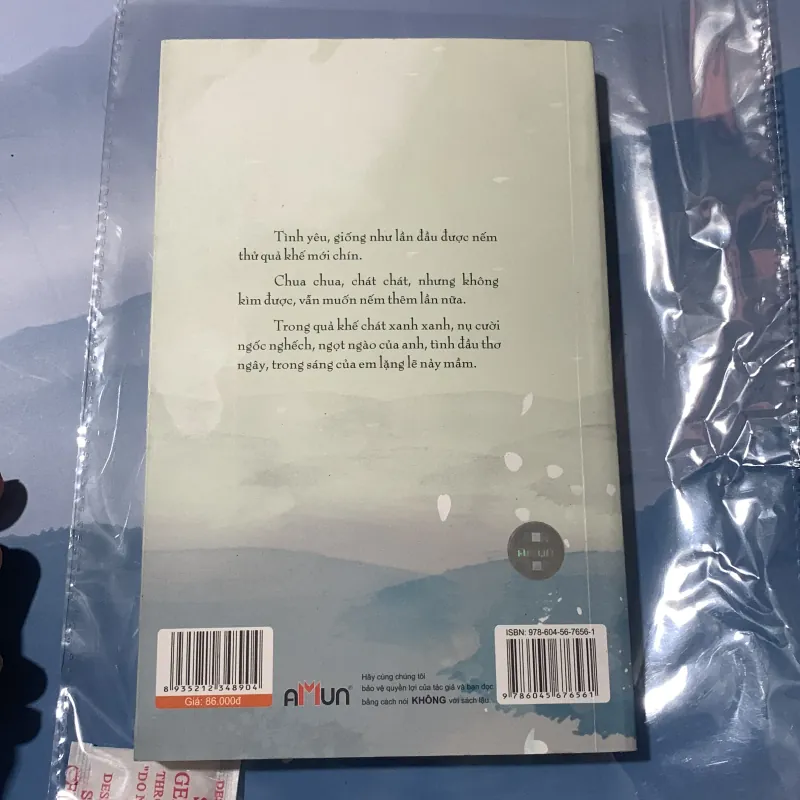 Tình yêu, giống như lần đầu được nếm
thử quả khế mới chín.
Chua chua, chát chát, nhưng không
kìm được, vẫn muốn nếm thêm lần nữa.
Trong quả khế chát xanh xanh, nụ cười
ngốc nghếch, ngọt ngào của anh, tình đầu thơ
ngây, trong sáng của em lặng lẽ nảy mầm.
ISBN: 978-604-56-7656-1
9 786045 676561
8 935212 348904
Giá: 86.000đ
AMUN
Hãy cùng chúng tôi
bảo vệ quyền lợi của tác giả và bạn đọc
bằng cách nói KHÔNG với sách lậu...